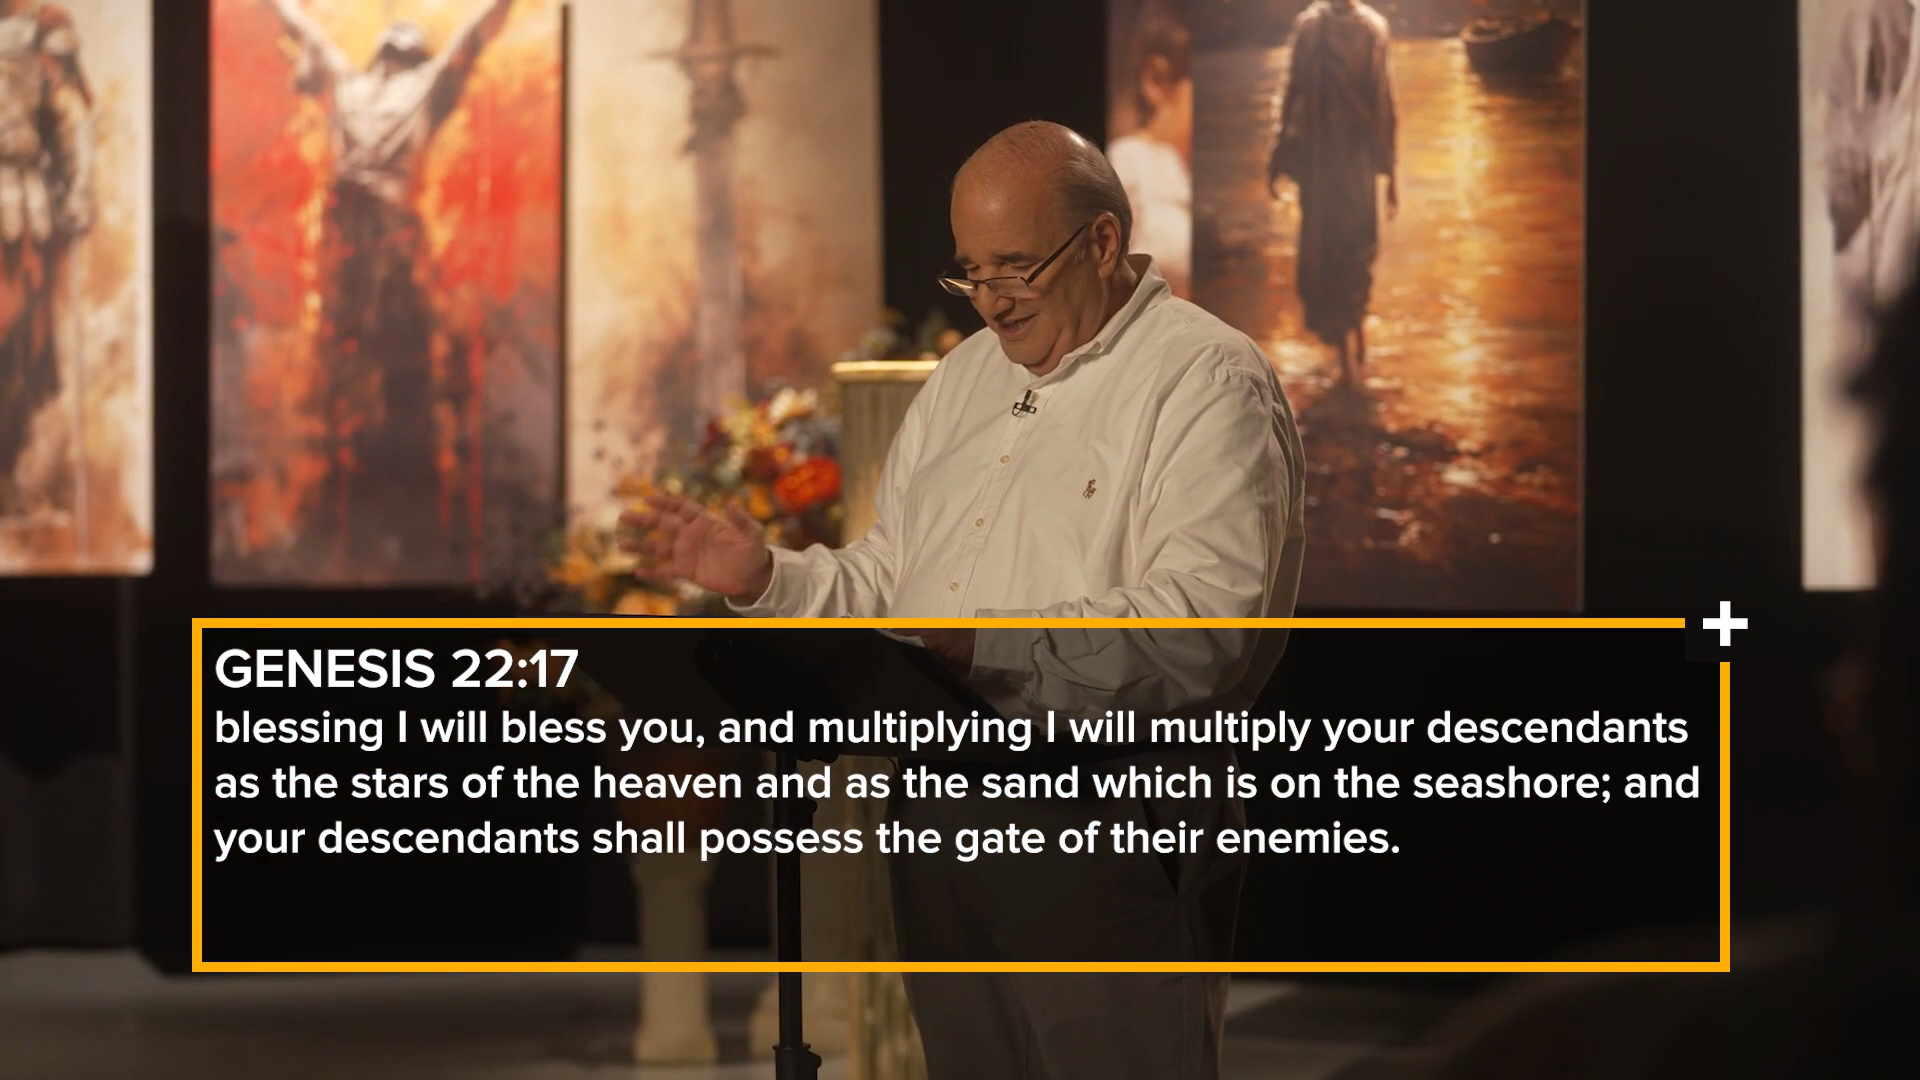 GENESIS 22:17
blessing I will bless you, and multiplying I will multiply your descendants
as the stars of the heaven and as the sand which is on the seashore; and
your descendants shall possess the gate of their enemies.